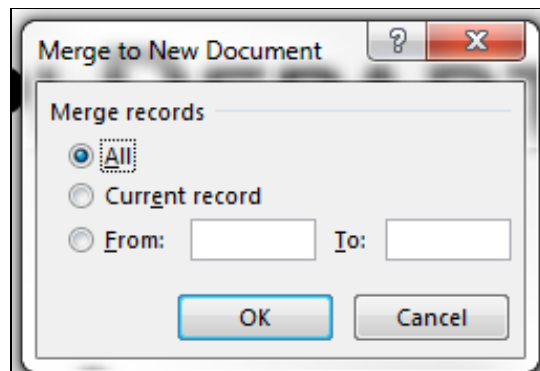 Merge to New Document
Merge records
All
Current record
From: To:
OK Cancel